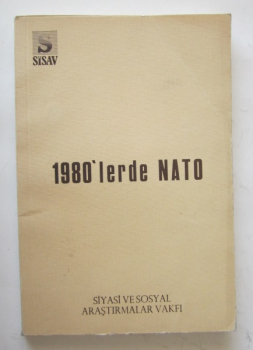 S
SİSAV
1980'lerde NATO
SİYASİ VE SOSYAL
ARAŞTIRMALAR VAKFI